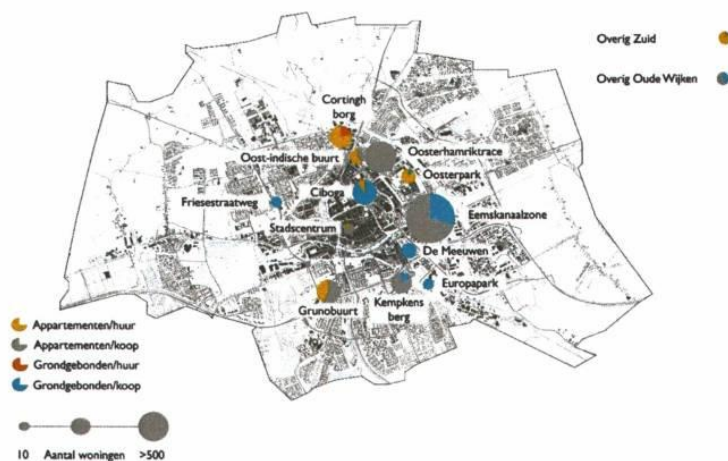 Overig Zuid
Overig Oude Wijken
Cortingh
borg
Oost-indische buurt
Oosterhamriktrace
Oosterpark
Ciboga
Friesestraatweg
Stadscentrum
Eemskanaalzone
De Meeuwen
Europapark
Kempkens
berg
Grunobuurt
Appartementen/huur
Appartementen/koop
Grondgebonden/huur
Grondgebonden/koop
10 Aantal woningen >500